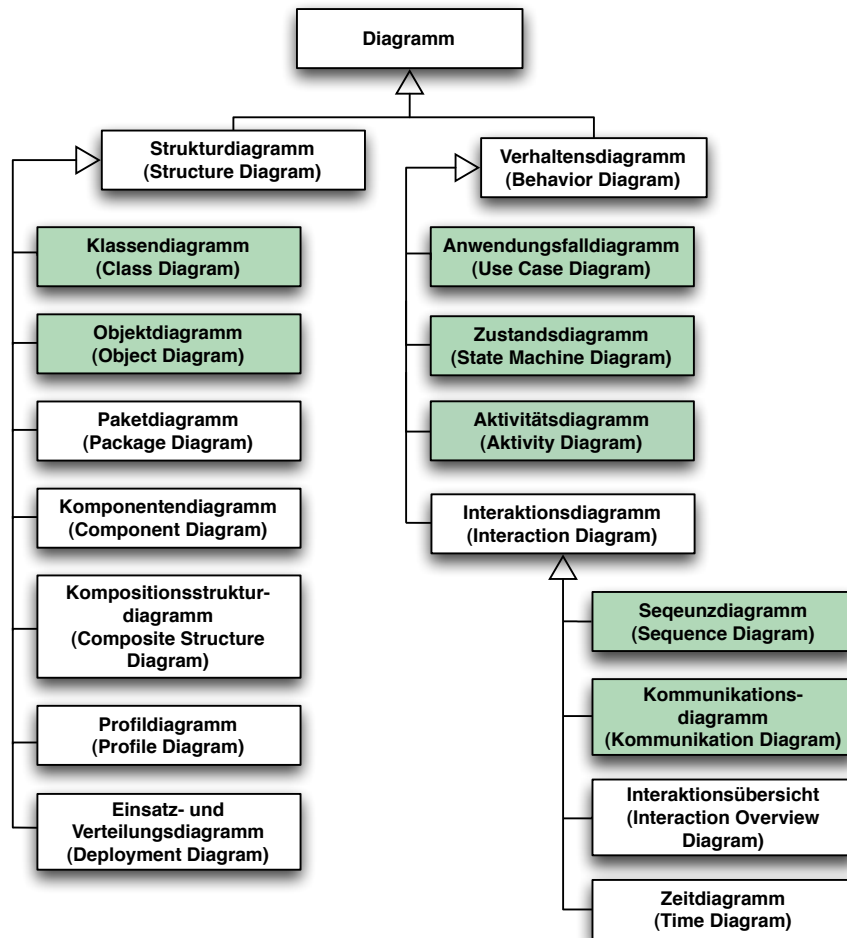 Diagramm
Strukturdiagramm
(Structure Diagram)
Verhaltensdiagramm
(Behavior Diagram)
Klassendiagramm
(Class Diagram)
Objektdiagramm
(Object Diagram)
Paketdiagramm
(Package Diagram)
Komponentendiagramm
(Component Diagram)
Kompositionsstruktur-
diagramm
(Composite Structure
Diagram)
Profildiagramm
(Profile Diagram)
Einsatz- und
Verteilungsdiagramm
(Deployment Diagram)
Anwendungsfalldiagramm
(Use Case Diagram)
Zustandsdiagramm
(State Machine Diagram)
Aktivitätsdiagramm
(Aktivity Diagram)
Interaktionsdiagramm
(Interaction Diagram)
Seqeunzdiagramm
(Sequence Diagram)
Kommunikations-
diagramm
(Kommunikation Diagram)
Interaktionsübersicht
(Interaction Overview
Diagram)
Zeitdiagramm
(Time Diagram)